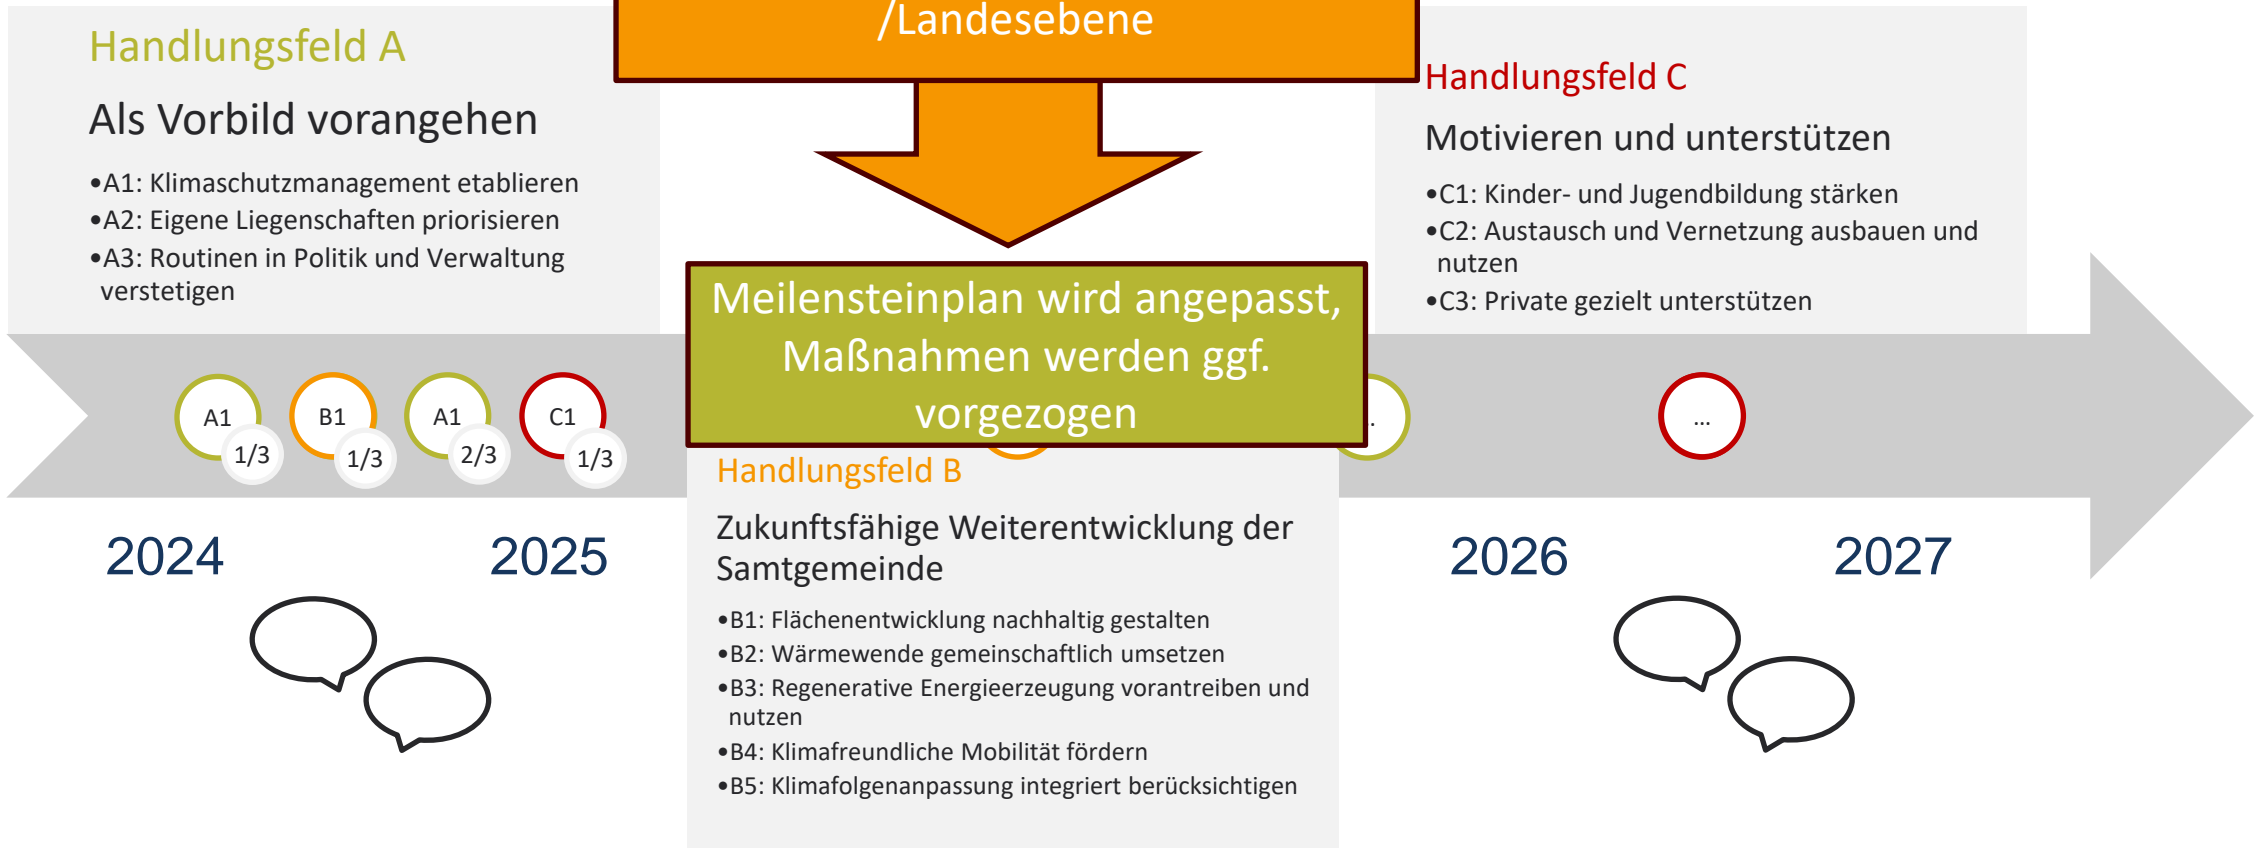 /Landesebene
Handlungsfeld A
Als Vorbild vorangehen
•A1: Klimaschutzmanagement etablieren
•A2: Eigene Liegenschaften priorisieren
•A3: Routinen in Politik und Verwaltung
verstetigen
Handlungsfeld C
Motivieren und unterstützen
•C1: Kinder- und Jugendbildung stärken
•C2: Austausch und Vernetzung ausbauen und
nutzen
•C3: Private gezielt unterstützen
Meilensteinplan wird angepasst,
Maßnahmen werden ggf.
vorgezogen
A1
1/3
B1
1/3
A1
2/3
C1
1/3
.
...
Handlungsfeld B
Zukunftsfähige Weiterentwicklung der
Samtgemeinde
•B1: Flächenentwicklung nachhaltig gestalten
•B2: Wärmewende gemeinschaftlich umsetzen
•B3: Regenerative Energieerzeugung vorantreiben und
nutzen
•B4: Klimafreundliche Mobilität fördern
•B5: Klimafolgenanpassung integriert berücksichtigen
2024
2025
2026
2027